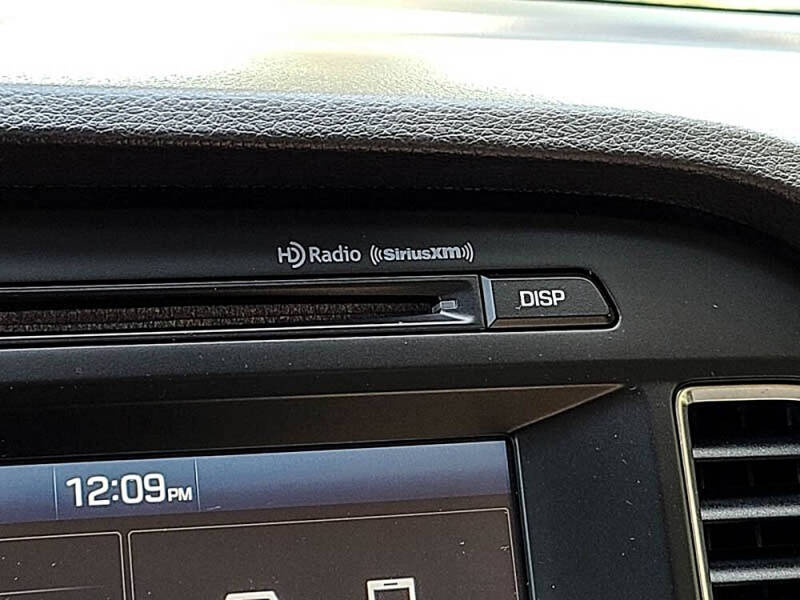 HD Radio ((SiriusXM))
DISP
12:09PM